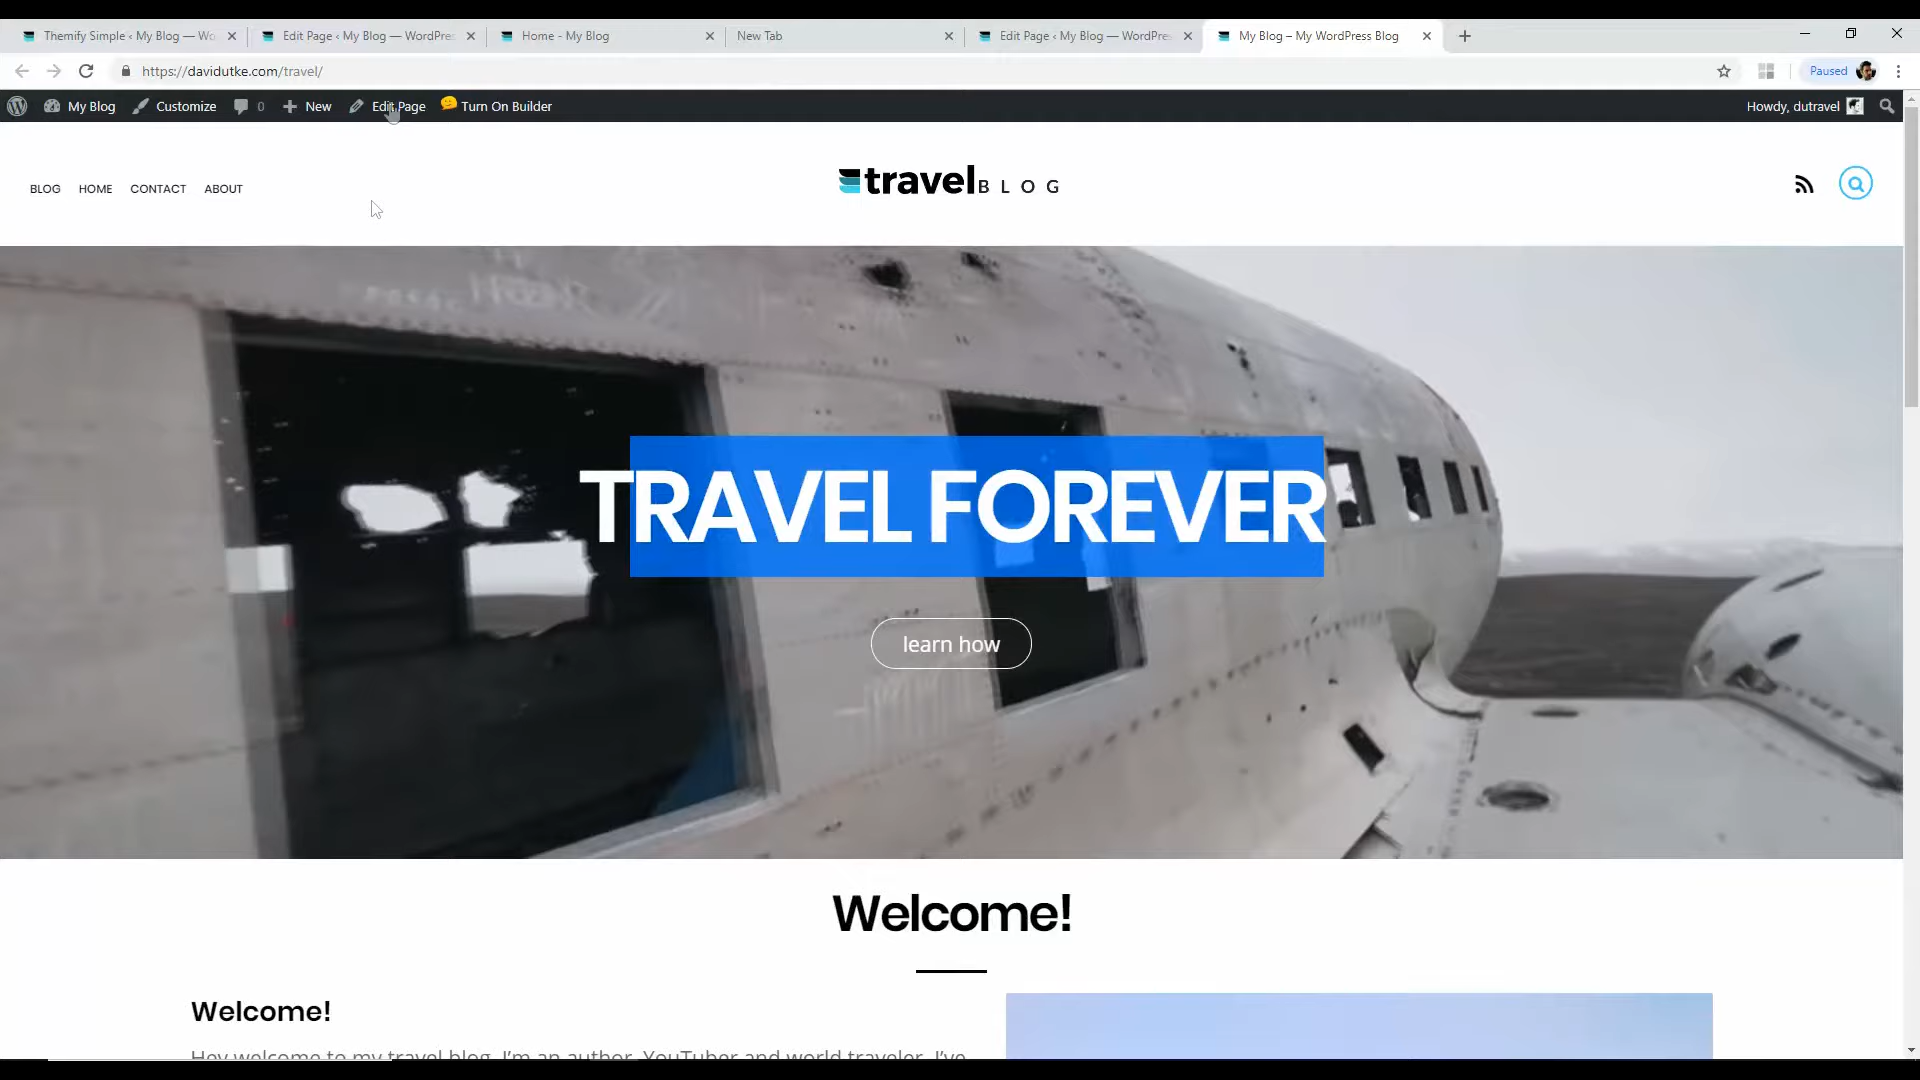 Themify Simple ‹ My Blog — Wo
Edit Page ‹ My Blog — WordPres
Home - My Blog
New Tab
Edit Page ‹ My Blog — WordPres
My Blog – My WordPress Blog
https://davidutke.com/travel/
Paused
My Blog
Customize
0
New
Edit Page
Turn On Builder
Howdy, dutravel
BLOG
HOME
CONTACT
ABOUT
travel BLOG
TRAVEL FOREVER
learn how
Welcome!
Welcome!
Hey welcome to my travel blog. I'm an author, YouTuber and world traveler. I've